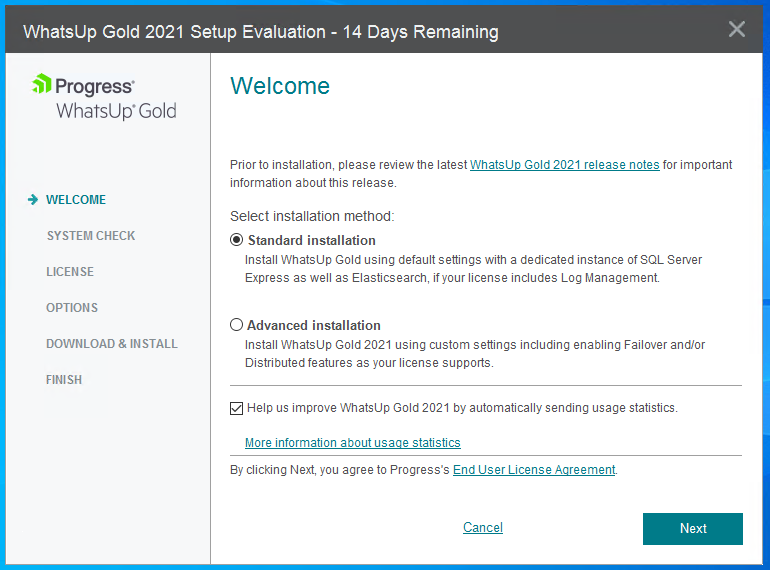 WhatsUp Gold 2021 Setup Evaluation - 14 Days Remaining
Progress®
WhatsUp® Gold
WELCOME
SYSTEM CHECK
LICENSE
OPTIONS
DOWNLOAD & INSTALL
FINISH
Welcome
Prior to installation, please review the latest WhatsUp Gold 2021 release notes for important
information about this release.
Select installation method:
Standard installation
Install WhatsUp Gold using default settings with a dedicated instance of SQL Server
Express as well as Elasticsearch, if your license includes Log Management.
Advanced installation
Install WhatsUp Gold 2021 using custom settings including enabling Failover and/or
Distributed features as your license supports.
Help us improve WhatsUp Gold 2021 by automatically sending usage statistics.
More information about usage statistics
By clicking Next, you agree to Progress's End User License Agreement.
Cancel
Next